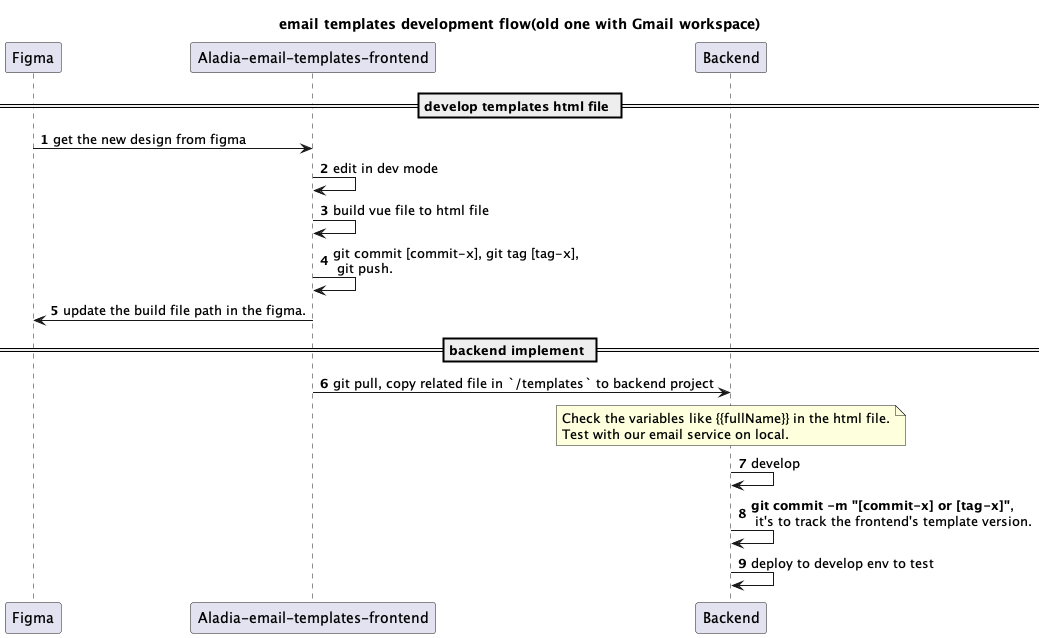 email templates development flow(old one with Gmail workspace)
Figma
Aladia-email-templates-frontend
Backend
develop templates html file
1 get the new design from figma
2 edit in dev mode
3 build vue file to html file
4 git commit [commit-x], git tag [tag-x],
git push.
5 update the build file path in the figma.
backend implement
6 git pull, copy related file in `/templates` to backend project
Check the variables like {{fullName}} in the html file.
Test with our email service on local.
7 develop
8 git commit -m "[commit-x] or [tag-x]",
it's to track the frontend's template version.
9 deploy to develop env to test
Figma
Aladia-email-templates-frontend
Backend